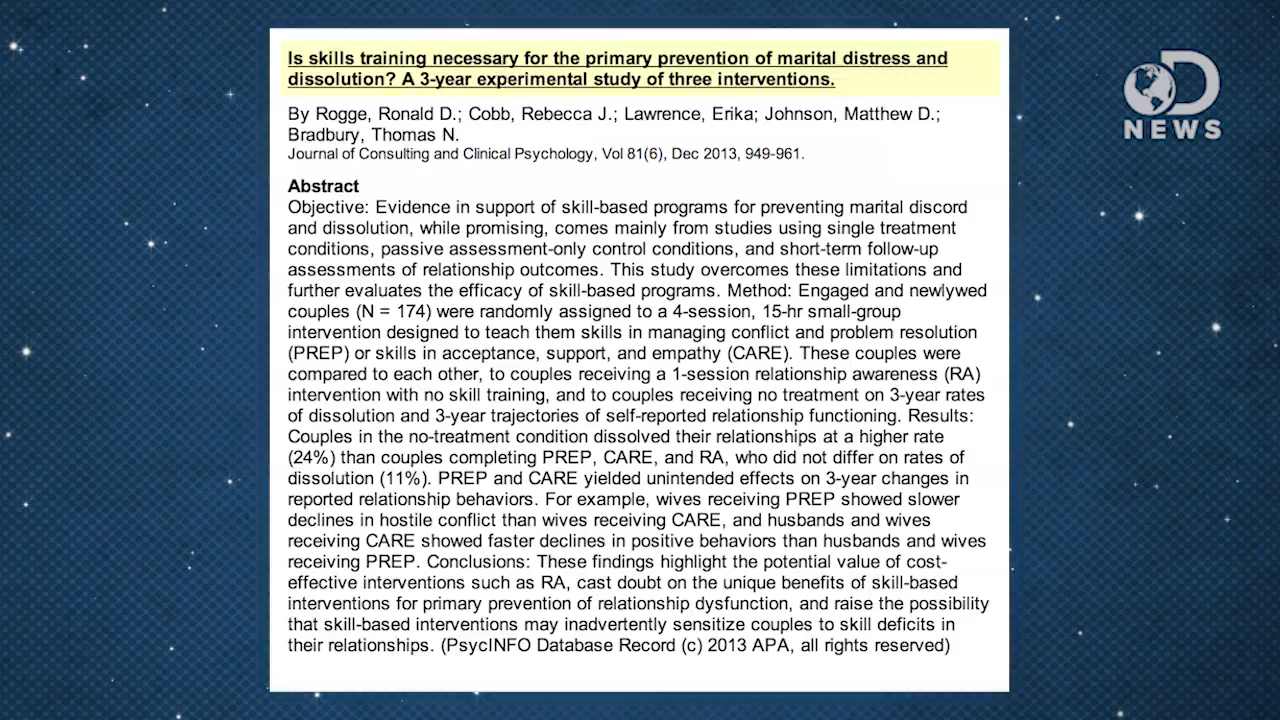 Is skills training necessary for the primary prevention of marital distress and
dissolution? A 3-year experimental study of three interventions.
By Rogge, Ronald D.; Cobb, Rebecca J.; Lawrence, Erika; Johnson, Matthew D.;
Bradbury, Thomas N.
Journal of Consulting and Clinical Psychology, Vol 81(6), Dec 2013, 949-961.
Abstract
Objective: Evidence in support of skill-based programs for preventing marital discord
and dissolution, while promising, comes mainly from studies using single treatment
conditions, passive assessment-only control conditions, and short-term follow-up
assessments of relationship outcomes. This study overcomes these limitations and
further evaluates the efficacy of skill-based programs. Method: Engaged and newlywed
couples (N = 174) were randomly assigned to a 4-session, 15-hr small-group
intervention designed to teach them skills in managing conflict and problem resolution
(PREP) or skills in acceptance, support, and empathy (CARE). These couples were
compared to each other, to couples receiving a 1-session relationship awareness (RA)
intervention with no skill training, and to couples receiving no treatment on 3-year rates
of dissolution and 3-year trajectories of self-reported relationship functioning. Results:
Couples in the no-treatment condition dissolved their relationships at a higher rate
(24%) than couples completing PREP, CARE, and RA, who did not differ on rates of
dissolution (11%). PREP and CARE yielded unintended effects on 3-year changes in
reported relationship behaviors. For example, wives receiving PREP showed slower
declines in hostile conflict than wives receiving CARE, and husbands and wives
receiving CARE showed faster declines in positive behaviors than husbands and wives
receiving PREP. Conclusions: These findings highlight the potential value of cost-
effective interventions such as RA, cast doubt on the unique benefits of skill-based
interventions for primary prevention of relationship dysfunction, and raise the possibility
that skill-based interventions may inadvertently sensitize couples to skill deficits in
their relationships. (PsycINFO Database Record (c) 2013 APA, all rights reserved)
D
NEWS